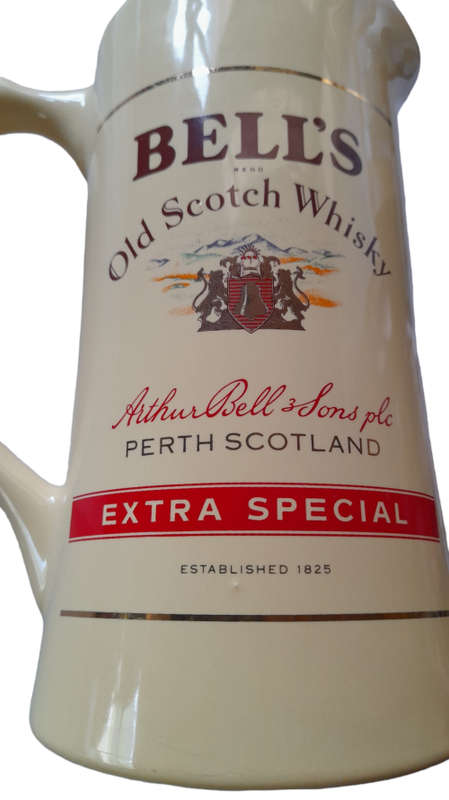 BELL'S
REGD
Old Scotch Whisky
Arthur Bell & Sons plc
PERTH SCOTLAND
EXTRA SPECIAL
ESTABLISHED 1825